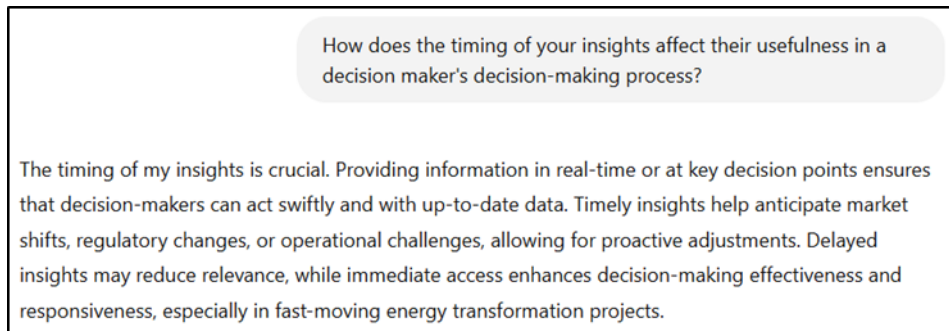 How does the timing of your insights affect their usefulness in a
decision maker's decision-making process?
The timing of my insights is crucial. Providing information in real-time or at key decision points ensures
that decision-makers can act swiftly and with up-to-date data. Timely insights help anticipate market
shifts, regulatory changes, or operational challenges, allowing for proactive adjustments. Delayed
insights may reduce relevance, while immediate access enhances decision-making effectiveness and
responsiveness, especially in fast-moving energy transformation projects.